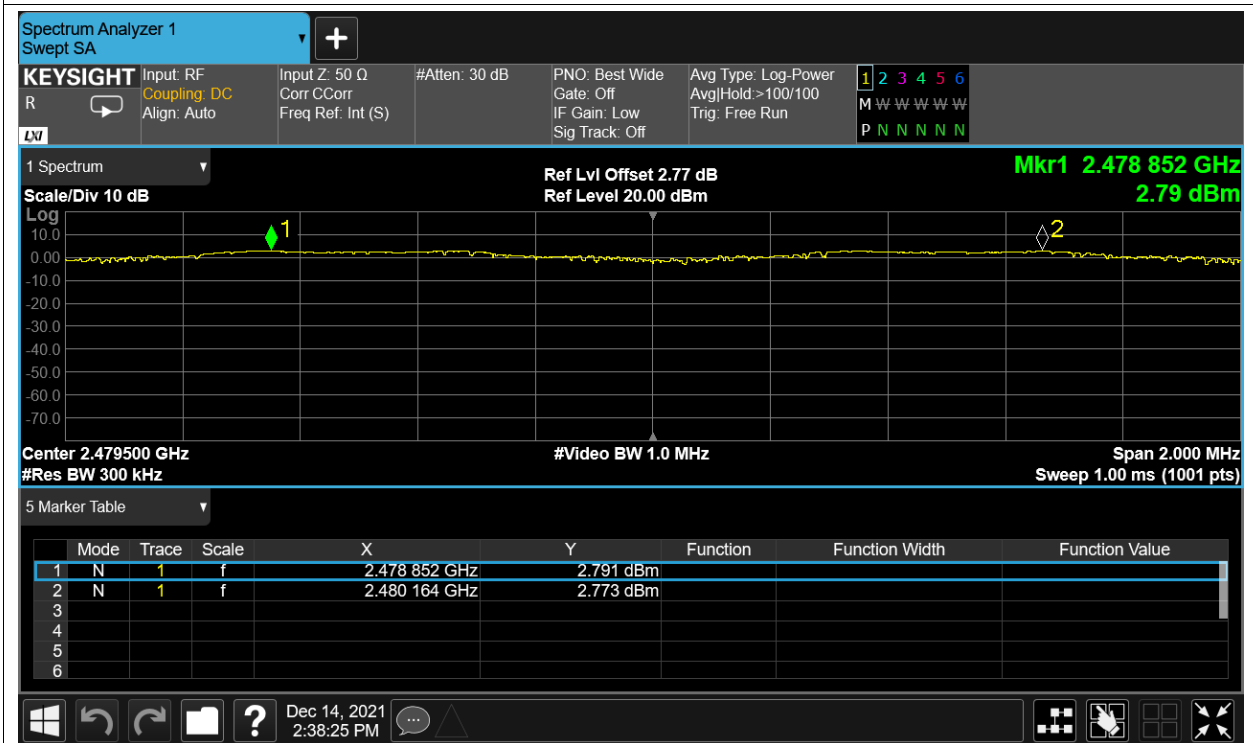 Spectrum Analyzer 1
Swept SA
KEYSIGHT Input: RF Input Z: 50 Ω #Atten: 30 dB PNO: Best Wide Avg Type: Log-Power 1 2 3 4 5 6
R Coupling: DC Corr CCorr Gate: Off Avg|Hold:>100/100 M W W W W W
Align: Auto Freq Ref: Int (S) IF Gain: Low Trig: Free Run
LXI Sig Track: Off P N N N N N
1 Spectrum Ref Lvl Offset 2.77 dB Mkr1 2.478 852 GHz
Scale/Div 10 dB Ref Level 20.00 dBm 2.79 dBm
Log
10.0 1 2
0.00
-10.0
-20.0
-30.0
-40.0
-50.0
-60.0
-70.0
Center 2.479500 GHz #Video BW 1.0 MHz Span 2.000 MHz
#Res BW 300 kHz Sweep 1.00 ms (1001 pts)
5 Marker Table
Mode Trace Scale X Y Function Function Width Function Value
1 N 1 f 2.478 852 GHz 2.791 dBm
2 N 1 f 2.480 164 GHz 2.773 dBm
3
4
5
6
? Dec 14, 2021
2:38:25 PM